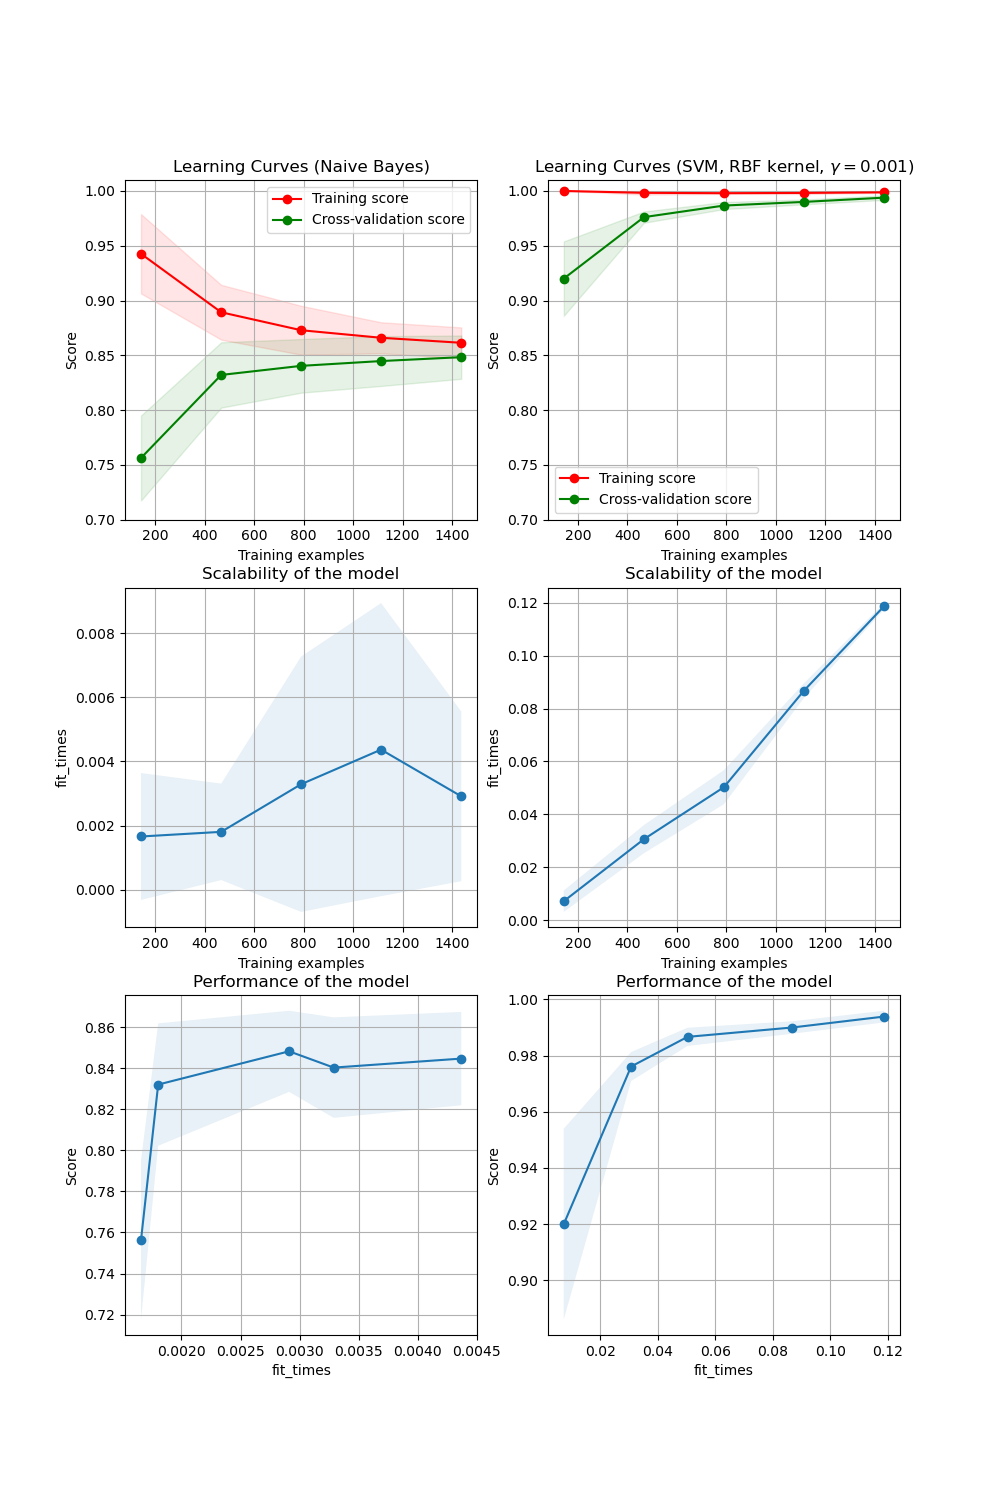 Learning Curves (Naive Bayes)
1.00
0.95
0.90
0.85
0.80
0.75
0.70
Score
Training score
Cross-validation score
200 400 600 800 1000 1200 1400
Training examples
Learning Curves (SVM, RBF kernel, γ = 0.001)
1.00
0.95
0.90
0.85
0.80
0.75
0.70
Score
Training score
Cross-validation score
200 400 600 800 1000 1200 1400
Training examples
Scalability of the model
0.008
0.006
0.004
0.002
0.000
fit_times
200 400 600 800 1000 1200 1400
Training examples
Scalability of the model
0.12
0.10
0.08
0.06
0.04
0.02
0.00
fit_times
200 400 600 800 1000 1200 1400
Training examples
Performance of the model
0.86
0.84
0.82
0.80
0.78
0.76
0.74
0.72
Score
0.0020 0.0025 0.0030 0.0035 0.0040 0.0045
fit_times
Performance of the model
1.00
0.98
0.96
0.94
0.92
0.90
Score
0.02 0.04 0.06 0.08 0.10 0.12
fit_times